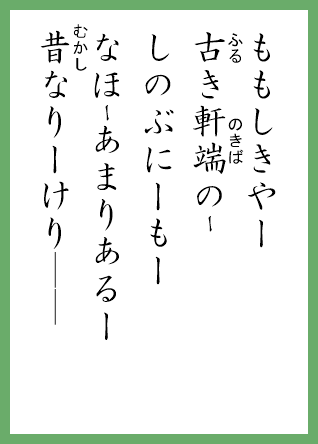 ももしきやー
古き軒端のー
しのぶにーもー
なほーあまりあるー
昔なりーけり――
ふる
のきば
むかし